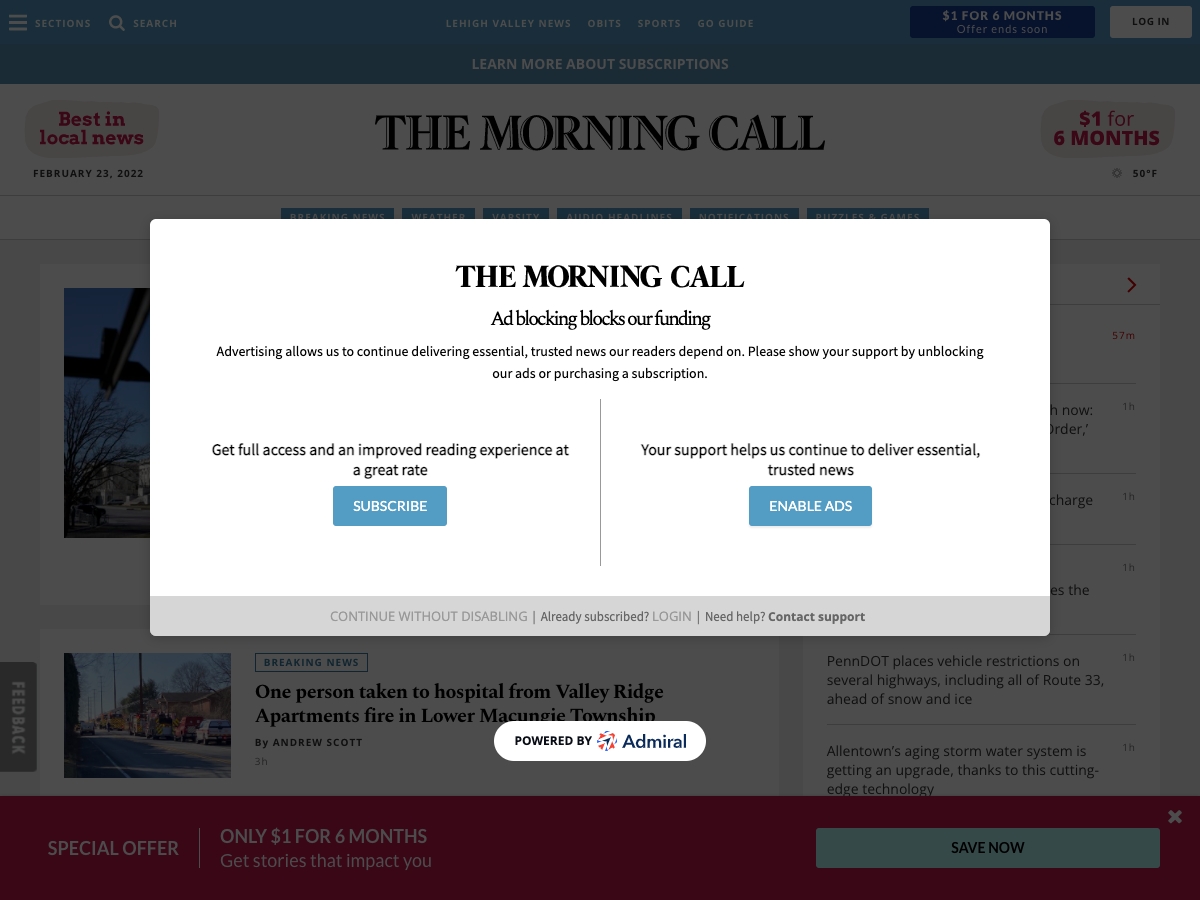 SECTIONS
SEARCH
LEHIGH VALLEY NEWS
OBITS
SPORTS
GO GUIDE
$1 FOR 6 MONTHS
Offer ends soon
LOG IN
LEARN MORE ABOUT SUBSCRIPTIONS
Best in
local news
THE MORNING CALL
$1 for
6 MONTHS
FEBRUARY 23, 2022
50°F
BREAKING NEWS
WEATHER
VARSITY
AUDIO HEADLINES
NOTIFICATIONS
PUZZLES & GAMES
THE MORNING CALL
Ad blocking blocks our funding
Advertising allows us to continue delivering essential, trusted news our readers depend on. Please show your support by unblocking
our ads or purchasing a subscription.
Get full access and an improved reading experience at
a great rate
SUBSCRIBE
Your support helps us continue to deliver essential,
trusted news
ENABLE ADS
CONTINUE WITHOUT DISABLING | Already subscribed? LOGIN | Need help? Contact support
57m
h now:
1h
Order,’
charge
1h
1h
es the
BREAKING NEWS
One person taken to hospital from Valley Ridge
Apartments fire in Lower Macungie Township
By ANDREW SCOTT
3h
PennDOT places vehicle restrictions on
several highways, including all of Route 33,
ahead of snow and ice
1h
Allentown’s aging storm water system is
getting an upgrade, thanks to this cutting-
edge technology
1h
FEEDBACK
POWERED BY Admiral
SPECIAL OFFER
ONLY $1 FOR 6 MONTHS
Get stories that impact you
SAVE NOW